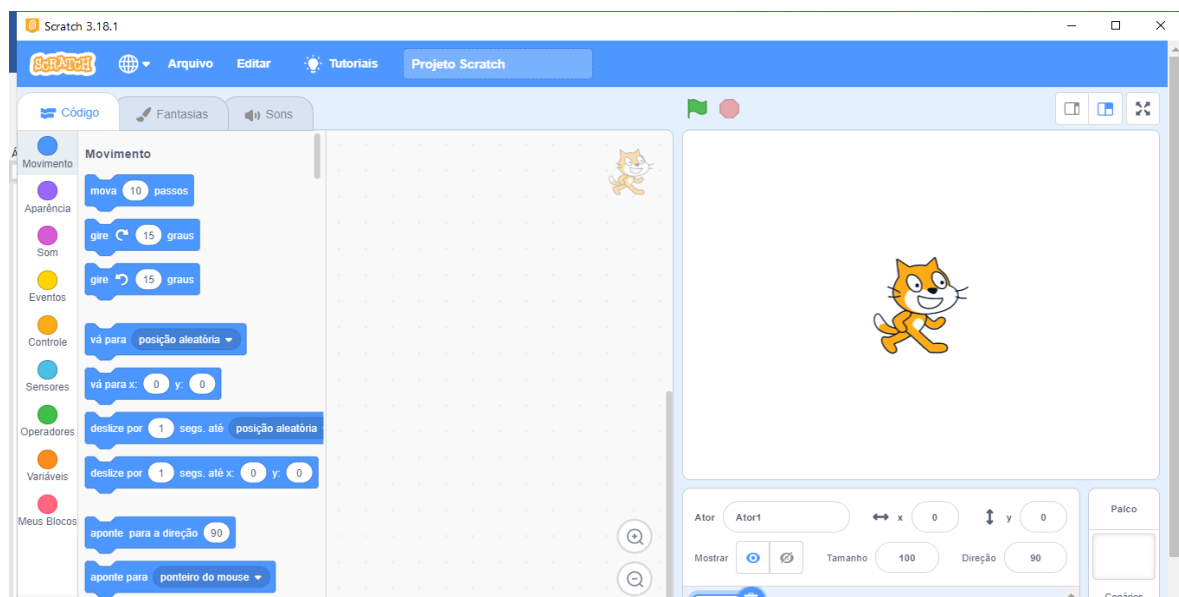 Scratch 3.18.1
SCRATCH Arquivo Editar Tutoriais Projeto Scratch
Código Fantasias Sons
Movimento
Aparência
Som
Eventos
Controle
Sensores
Operadores
Variáveis
Meus Blocos
Movimento
mova 10 passos
gire 15 graus
gire 15 graus
vá para posição aleatória
vá para x: 0 y: 0
deslize por 1 segs. até posição aleatória
deslize por 1 segs. até x: 0 y: 0
aponte para a direção 90
aponte para ponteiro do mouse
Ator Ator1 x 0 y 0
Mostrar Tamanho 100 Direção 90
Palco
Cenários